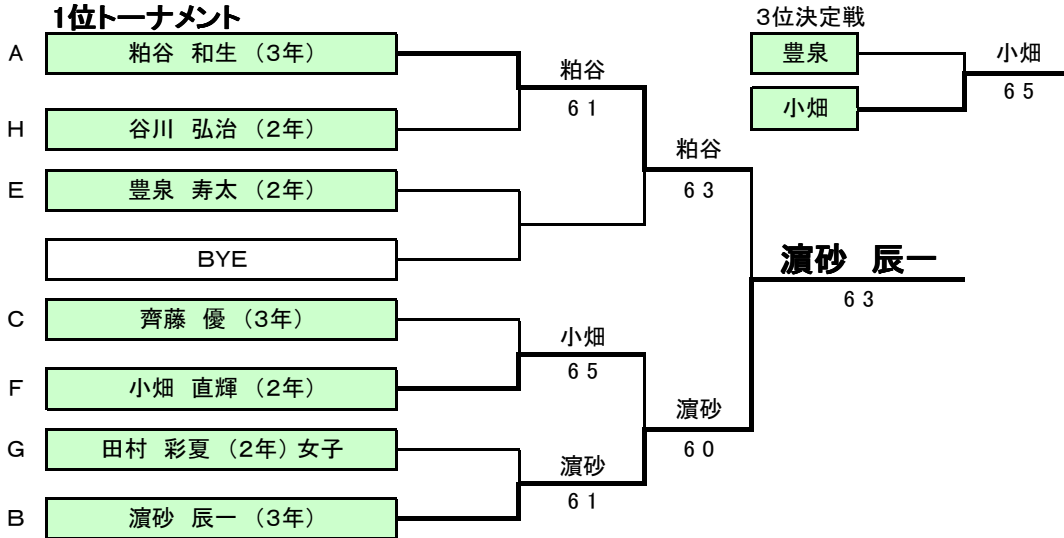 1位トーナメント
A 粕谷 和生 (3年)
H 谷川 弘治 (2年)
E 豊泉 寿太 (2年)
BYE
C 齊藤 優 (3年)
F 小畑 直輝 (2年)
G 田村 彩夏 (2年) 女子
B 濵砂 辰一 (3年)
粕谷
6 1
小畑
6 5
濵砂
6 1
粕谷
6 3
濵砂
6 0
濵砂 辰一
6 3
3位決定戦
豊泉
小畑
小畑
6 5